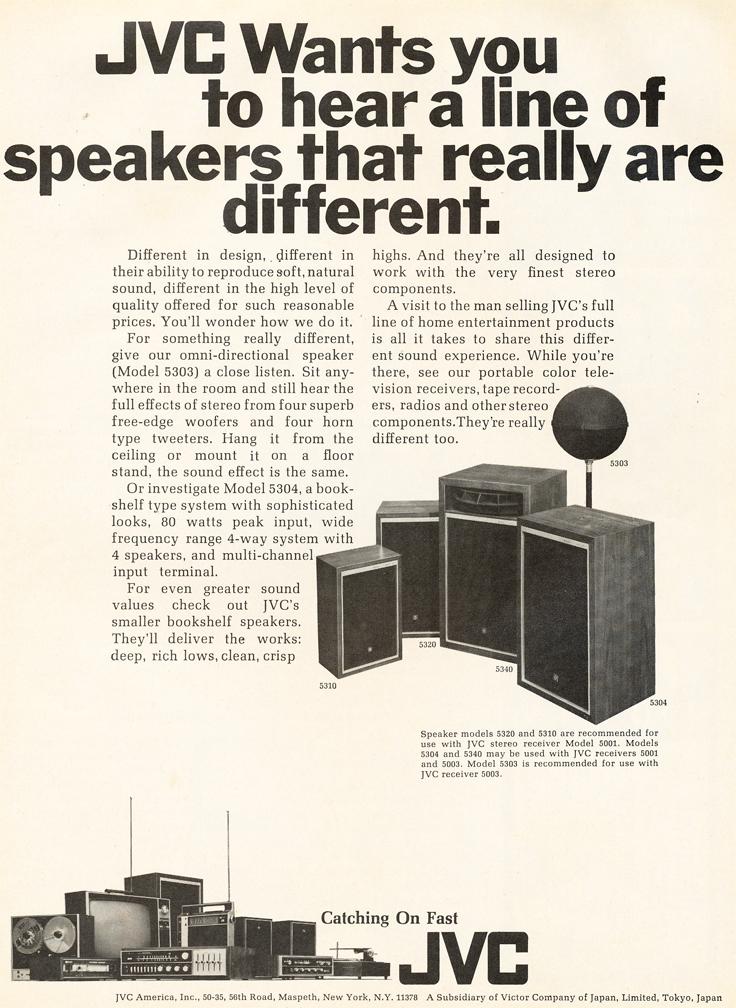 JVC Wants you
to hear a line of
speakers that really are
different.
Different in design, different in
their ability to reproduce soft, natural
sound, different in the high level of
quality offered for such reasonable
prices. You'll wonder how we do it.
For something really different,
give our omni-directional speaker
(Model 5303) a close listen. Sit any-
where in the room and still hear the
full effects of stereo from four superb
free-edge woofers and four horn
type tweeters. Hang it from the
ceiling or mount it on a floor
stand, the sound effect is the same.
Or investigate Model 5304, a book-
shelf type system with sophisticated
looks, 80 watts peak input, wide
frequency range 4-way system with
4 speakers, and multi-channel
input terminal.
For even greater sound
values check out JVC's
smaller bookshelf speakers.
They'll deliver the works:
deep, rich lows, clean, crisp
highs. And they're all designed to
work with the very finest stereo
components.
A visit to the man selling JVC's full
line of home entertainment products
is all it takes to share this differ-
ent sound experience. While you're
there, see our portable color tele-
vision receivers, tape record-
ers, radios and other stereo
components. They're really
different too.
5303
5320
5340
5310
5304
Speaker models 5320 and 5310 are recommended for
use with JVC stereo receiver Model 5001. Models
5304 and 5340 may be used with JVC receivers 5001
and 5003. Model 5303 is recommended for use with
JVC receiver 5003.
Catching On Fast
JVC
JVC America, Inc., 50-35, 56th Road, Maspeth, New York, N.Y. 11378 A Subsidiary of Victor Company of Japan, Limited, Tokyo, Japan